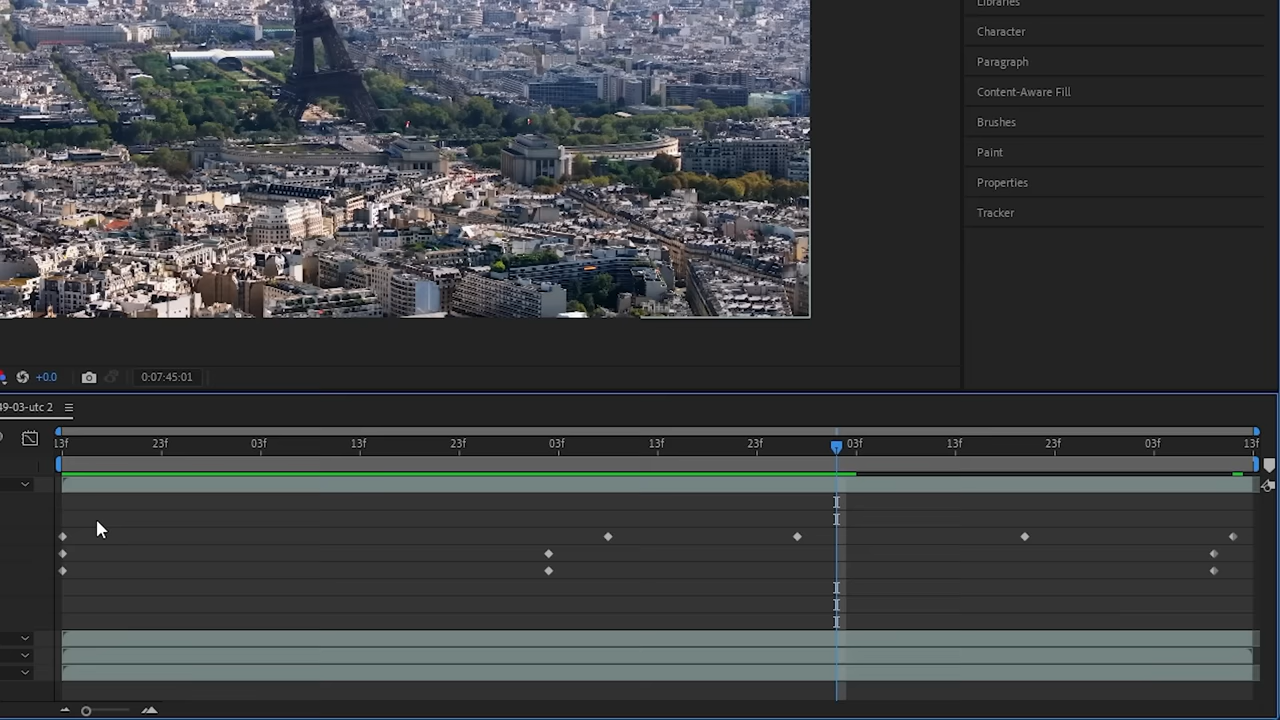 Libraries
Character
Paragraph
Content-Aware Fill
Brushes
Paint
Properties
Tracker
+0.0 0:07:45:01
49-03-utc 2
13f 23f 03f 13f 23f 03f 13f 23f 03f 13f 23f 03f 13f